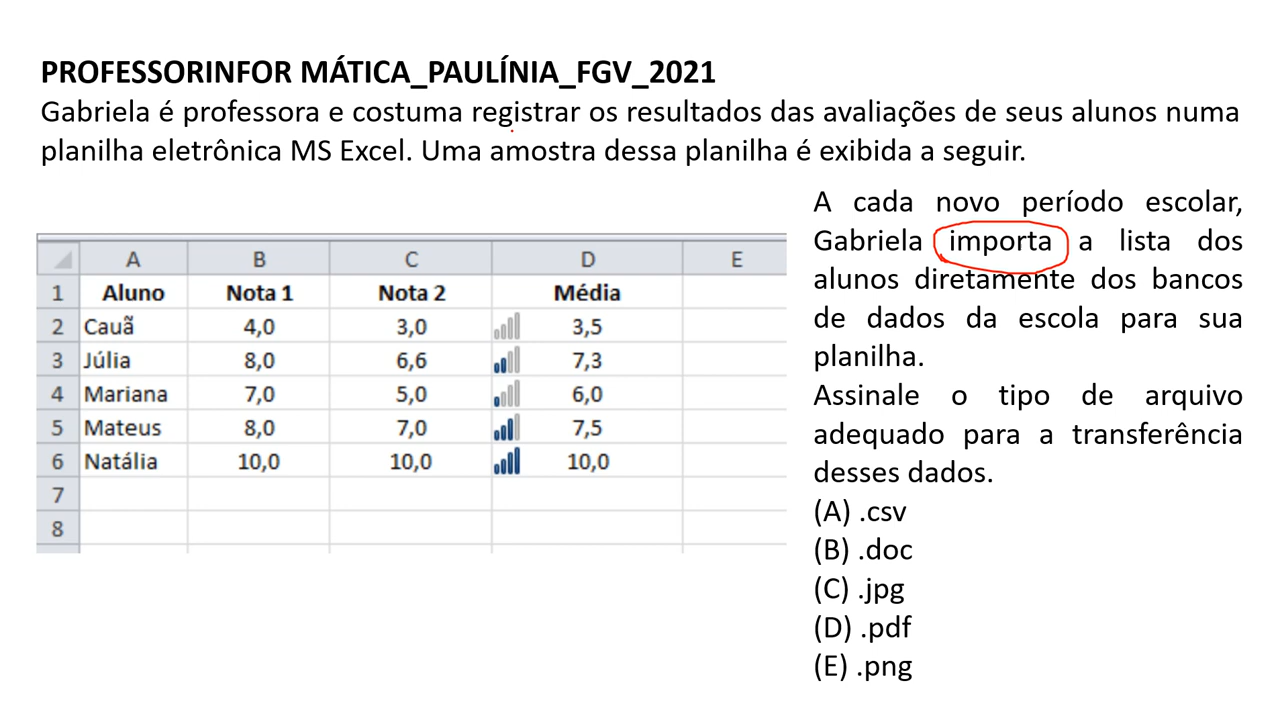 PROFESSORINFOR MÁTICA_PAULÍNIA_FGV_2021
Gabriela é professora e costuma registrar os resultados das avaliações de seus alunos numa
planilha eletrônica MS Excel. Uma amostra dessa planilha é exibida a seguir.
A B C D E
1 Aluno Nota 1 Nota 2 Média
2 Cauã 4,0 3,0 3,5
3 Júlia 8,0 6,6 7,3
4 Mariana 7,0 5,0 6,0
5 Mateus 8,0 7,0 7,5
6 Natália 10,0 10,0 10,0
7
8
A cada novo período escolar,
Gabriela importa a lista dos
alunos diretamente dos bancos
de dados da escola para sua
planilha.
Assinale o tipo de arquivo
adequado para a transferência
desses dados.
(A) .csv
(B) .doc
(C) .jpg
(D) .pdf
(E) .png